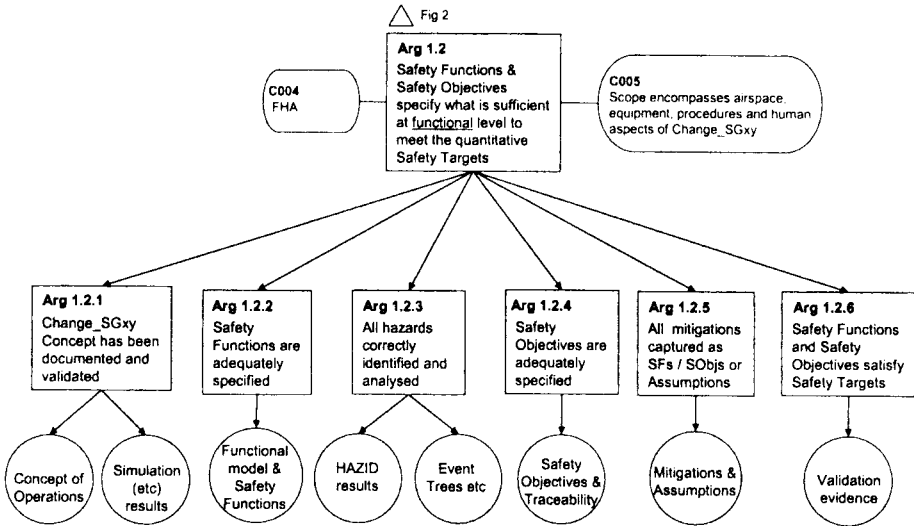 Fig 2
Arg 1.2
Safety Functions &
Safety Objectives
specify what is sufficient
at functional level to
meet the quantitative
Safety Targets
C004
FHA
C005
Scope encompasses airspace,
equipment, procedures and human
aspects of Change_SGxy
Arg 1.2.1
Change_SGxy
Concept has been
documented and
validated
Arg 1.2.2
Safety
Functions are
adequately
specified
Arg 1.2.3
All hazards
correctly
identified and
analysed
Arg 1.2.4
Safety
Objectives are
adequately
specified
Arg 1.2.5
All mitigations
captured as
SFs / SObjs or
Assumptions
Arg 1.2.6
Safety Functions
and Safety
Objectives satisfy
Safety Targets
Concept of
Operations
Simulation
(etc)
results
Functional
model &
Safety
Functions
HAZID
results
Event
Trees etc
Safety
Objectives &
Traceability
Mitigations &
Assumptions
Validation
evidence